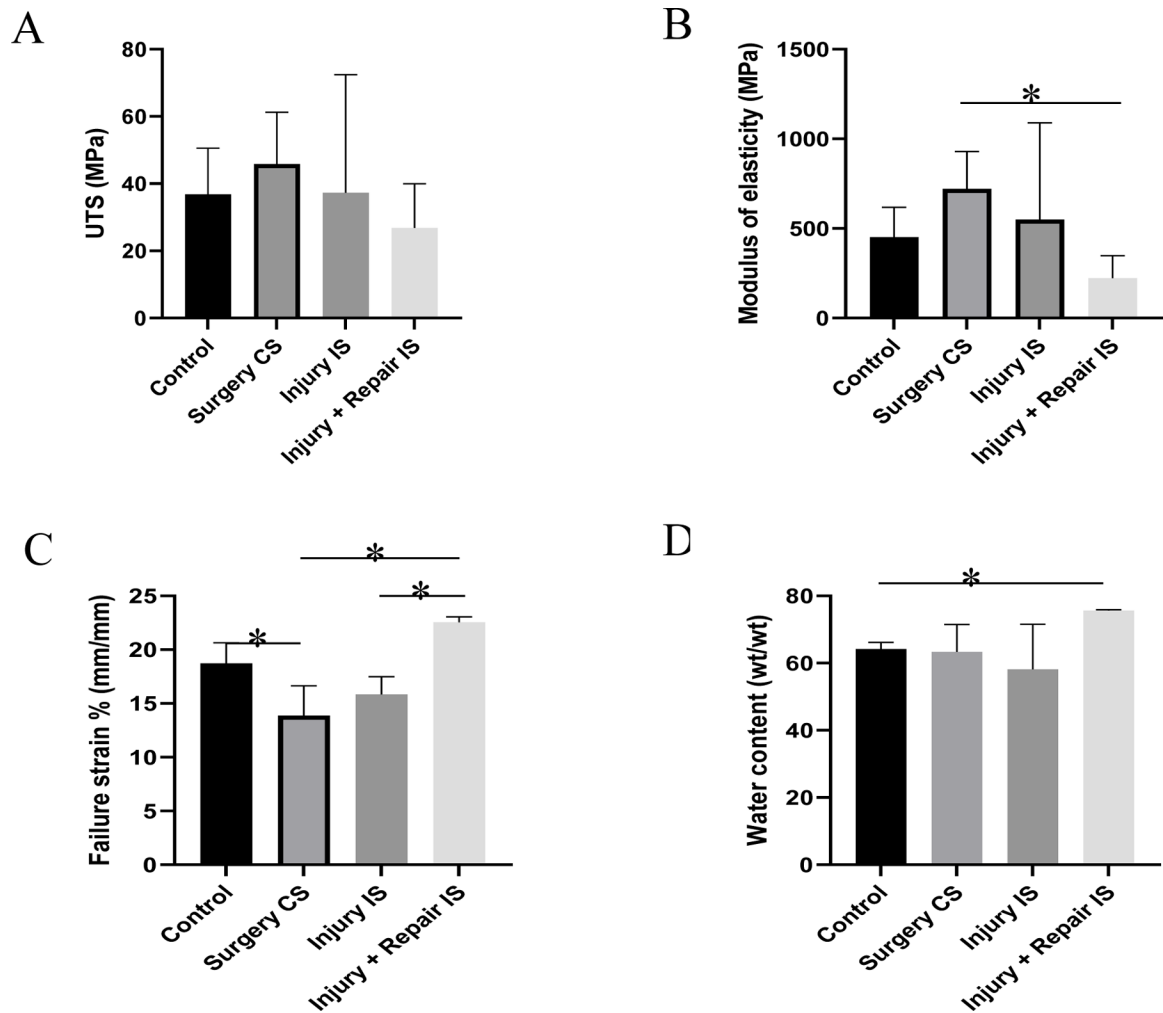 A
UTS (MPa)
80
60
40
20
0
Control
Surgery CS
Injury IS
Injury + Repair IS
B
Modulus of elasticity (MPa)
1500
1000
500
0
*
Control
Surgery CS
Injury IS
Injury + Repair IS
C
Failure strain % (mm/mm)
25
20
15
10
5
0
*
*
*
Control
Surgery CS
Injury IS
Injury + Repair IS
D
Water content (wt/wt)
80
60
40
20
0
*
Control
Surgery CS
Injury IS
Injury + Repair IS